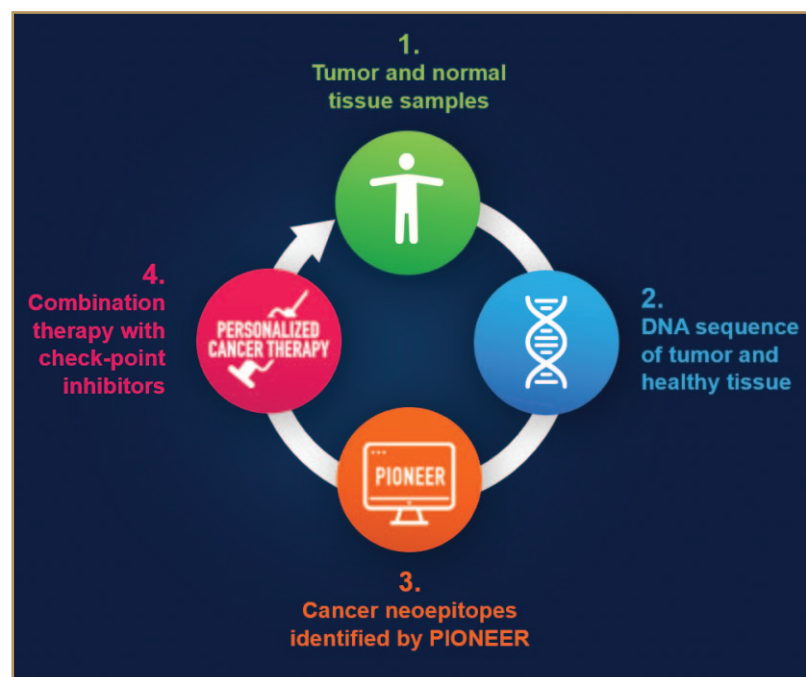 1.
Tumor and normal
tissue samples
2.
DNA sequence
of tumor and
healthy tissue
PIONEER
3.
Cancer neoepitopes
identified by PIONEER
4.
Combination
therapy with
check-point
inhibitors
PERSONALIZED
CANCER THERAPY